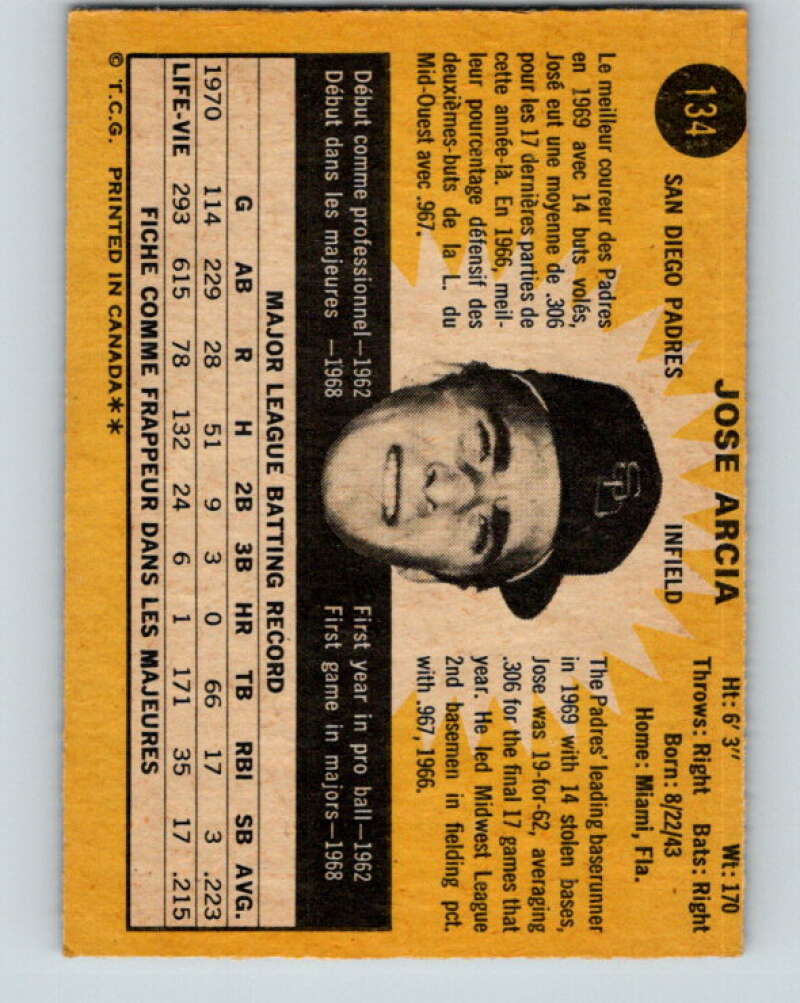 134
JOSE ARCIA
SAN DIEGO PADRES
INFIELD
Ht: 6' 3" Wt: 170
Throws: Right Bats: Right
Born: 8/22/43
Home: Miami, Fla.
Le meilleur coureur des Padres
en 1969 avec 14 buts volés,
José eut une moyenne de .306
pour les 17 dernières parties de
cette année-là. En 1966, meil-
leur pourcentage défensif des
deuxièmes-buts de la L. du
Mid-Ouest avec .967.
SD
The Padres' leading baserunner
in 1969 with 14 stolen bases,
Jose was 19-for-62, averaging
.306 for the final 17 games that
year. He led Midwest League
2nd basemen in fielding pct.
with .967, 1966.
Début comme professionnel—1962
Début dans les majeures —1968
First year in pro ball—1962
First game in majors—1968
MAJOR LEAGUE BATTING RECORD
G AB R H 2B 3B HR TB RBI SB AVG.
1970 114 229 28 51 9 3 0 66 17 3 .223
LIFE-VIE 293 615 78 132 24 6 1 171 35 17 .215
FICHE COMME FRAPPEUR DANS LES MAJEURES
© T.C.G. PRINTED IN CANADA**